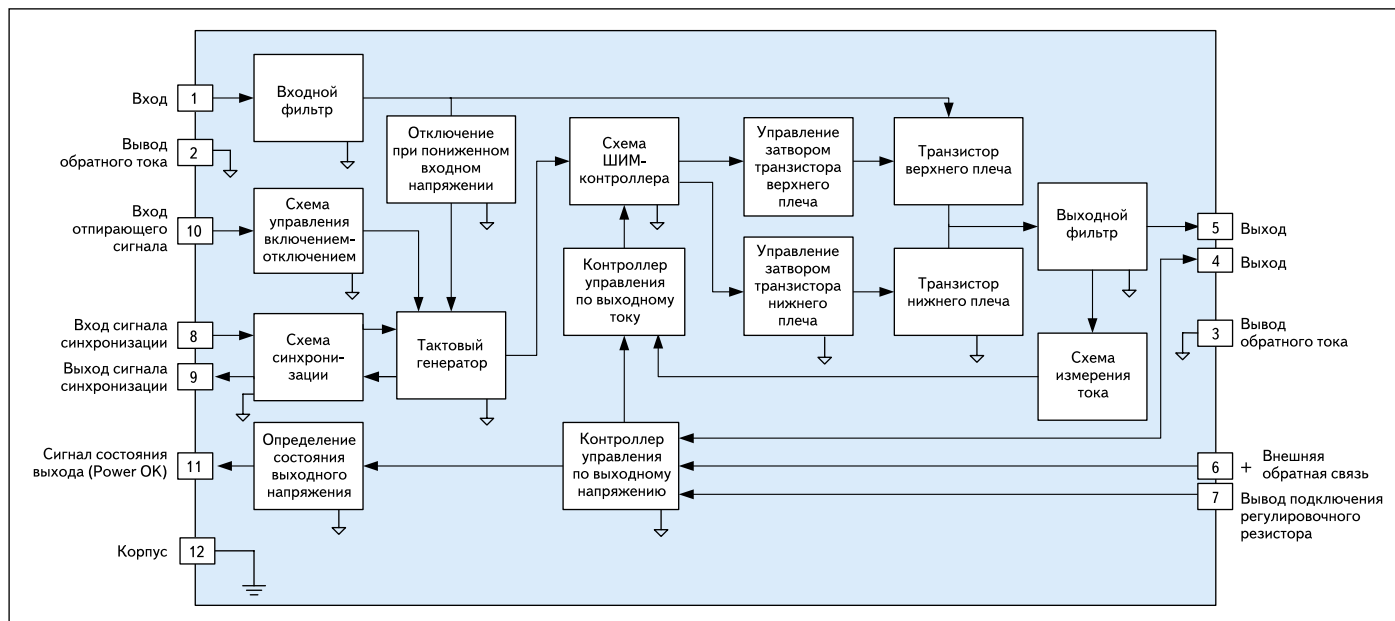 Вход
1
Входной
фильтр
Вывод
обратного тока
2
Отключение
при пониженном
входном
напряжении
Схема
ШИМ-
контроллера
Управление
затвором
транзистора
верхнего
плеча
Транзистор
верхнего плеча
Вход
отпирающего
сигнала
10
Схема
управления
включением-
отключением
Контроллер
управления
по выходному
току
Управление
затвором
транзистора
нижнего
плеча
Транзистор
нижнего плеча
Выходной
фильтр
5
Выход
4
Выход
3
Вывод
обратного тока
Вход сигнала
синхронизации
8
Выход сигнала
синхронизации
9
Схема
синхрони-
зации
Тактовый
генератор
Схема
измерения
тока
Сигнал состояния
выхода (Power OK)
11
Определение
состояния
выходного
напряжения
Контроллер
управления
по выходному
напряжению
6
+ Внешняя
обратная связь
7
Вывод подключения
регулировочного
резистора
Корпус
12